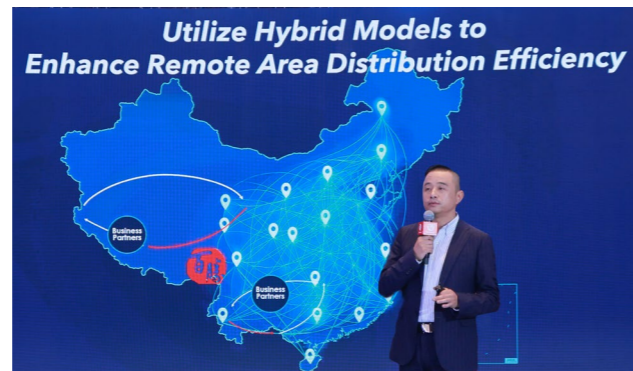 Utilize Hybrid Models to
Enhance Remote Area Distribution Efficiency
Business
Partners
Business
Partners